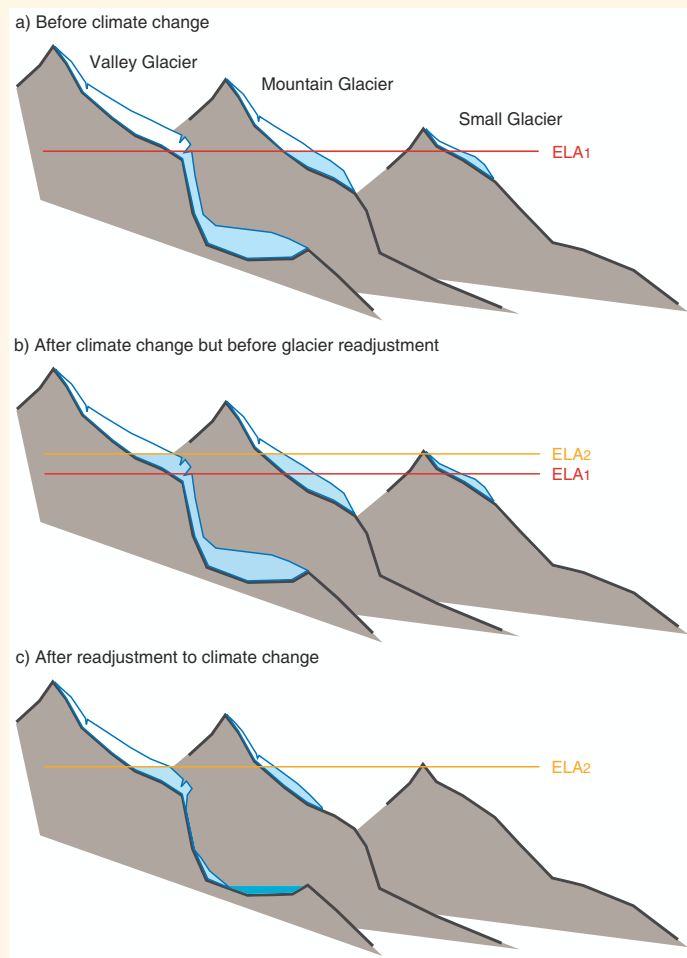 a) Before climate change
Valley Glacier
Mountain Glacier
Small Glacier
ELA1
b) After climate change but before glacier readjustment
ELA2
ELA1
c) After readjustment to climate change
ELA2